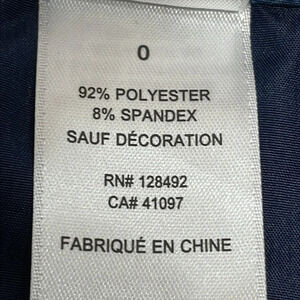 0
92% POLYESTER
8% SPANDEX
SAUF DÉCORATION
RN# 128492
CA# 41097
FABRIQUÉ EN CHINE